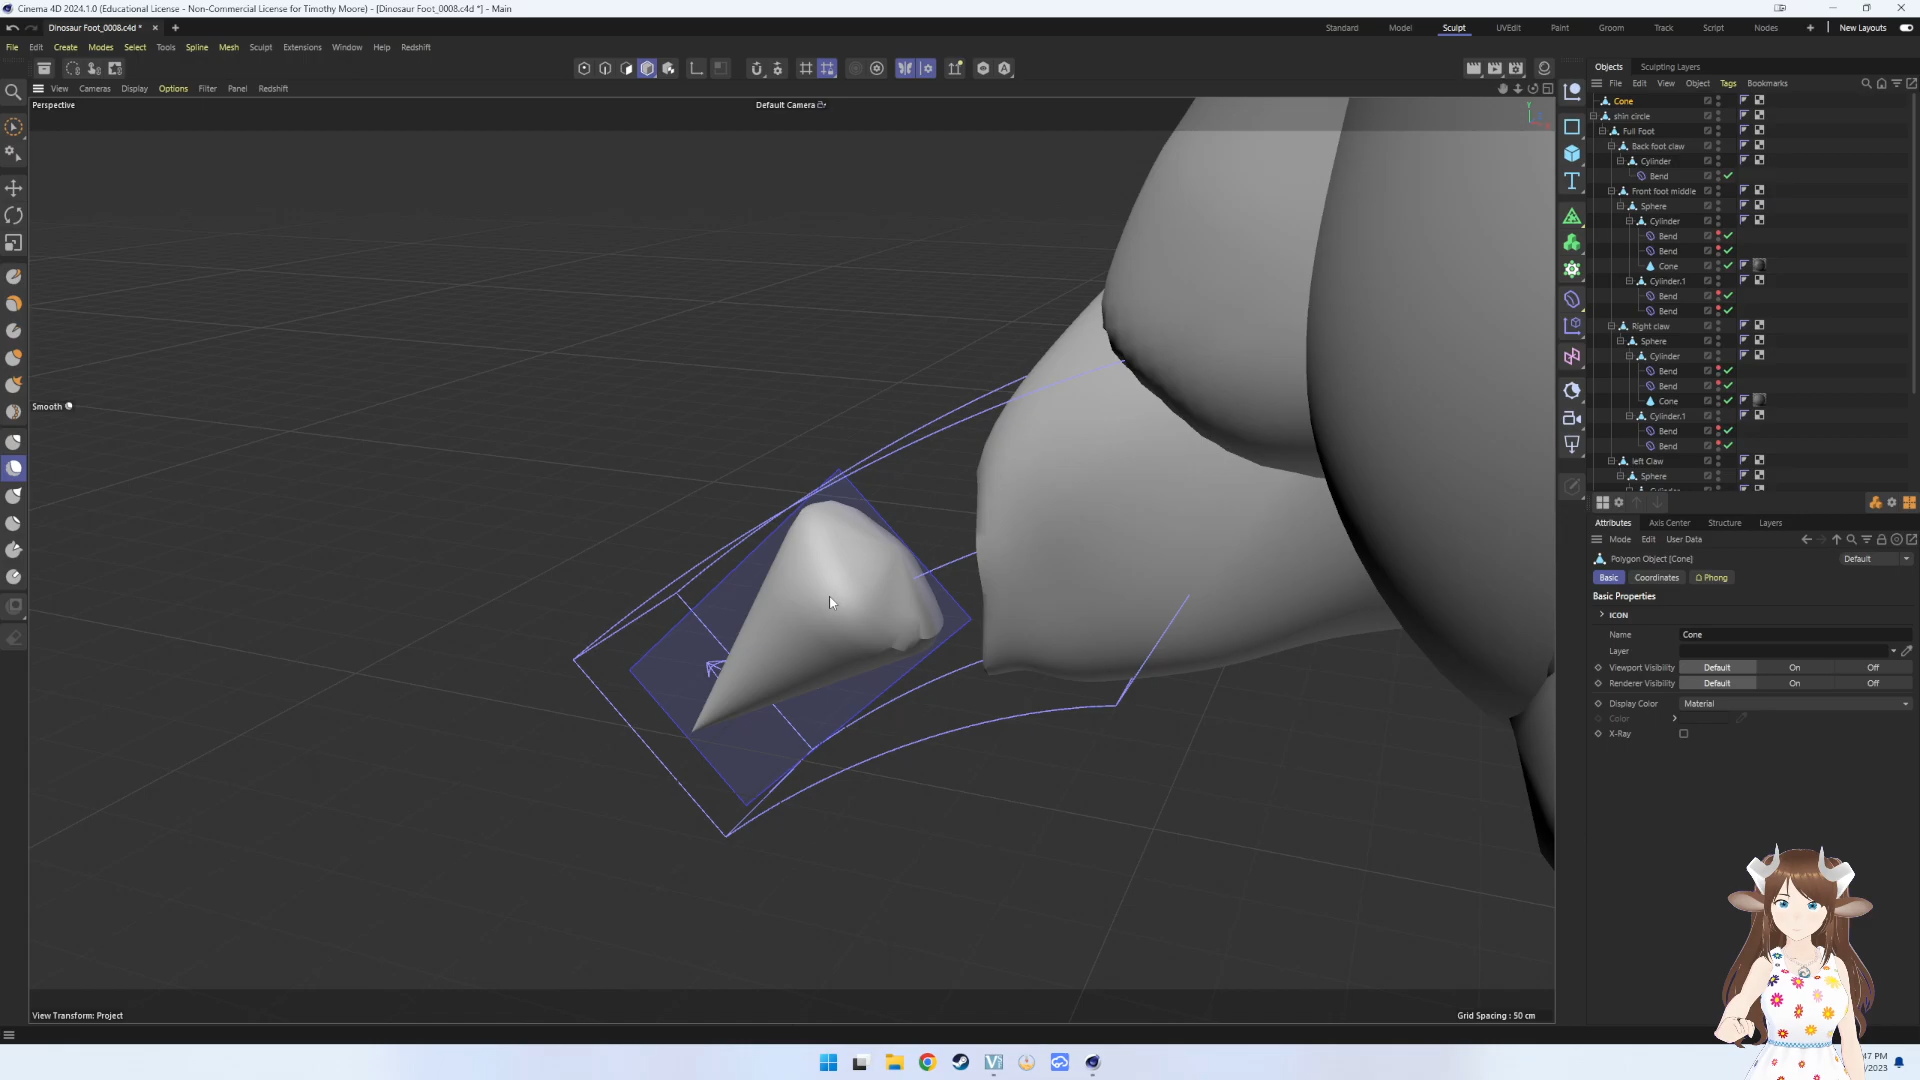 Cinema 4D 2024.1.0 (Educational License - Non-Commercial License for Timothy Moore) - [Dinosaur Foot_0008.c4d *] - Main
Dinosaur Foot_0008.c4d *
Standard Model Sculpt UVEdit Paint Groom Track Script Nodes New Layouts
File Edit Create Modes Select Tools Spline Mesh Sculpt Extensions Window Help Redshift
View Cameras Display Options Filter Panel Redshift
Perspective
Default Camera
Y
Smooth
View Transform: Project
Grid Spacing : 50 cm
Objects Sculpting Layers
File Edit View Object Tags Bookmarks
Cone
shin circle
Full Foot
Back foot claw
Cylinder
Bend
Front foot middle
Sphere
Cylinder
Bend
Bend
Cone
Cylinder.1
Bend
Bend
Right claw
Sphere
Cylinder
Bend
Bend
Cone
Cylinder.1
Bend
Bend
left Claw
Sphere
Attributes Axis Center Structure Layers
Mode Edit User Data
Polygon Object [Cone]
Default
Basic Coordinates Phong
Basic Properties
ICON
Name Cone
Layer
Viewport Visibility Default On Off
Renderer Visibility Default On Off
Display Color Material
Color
X-Ray
47 PM
/2023